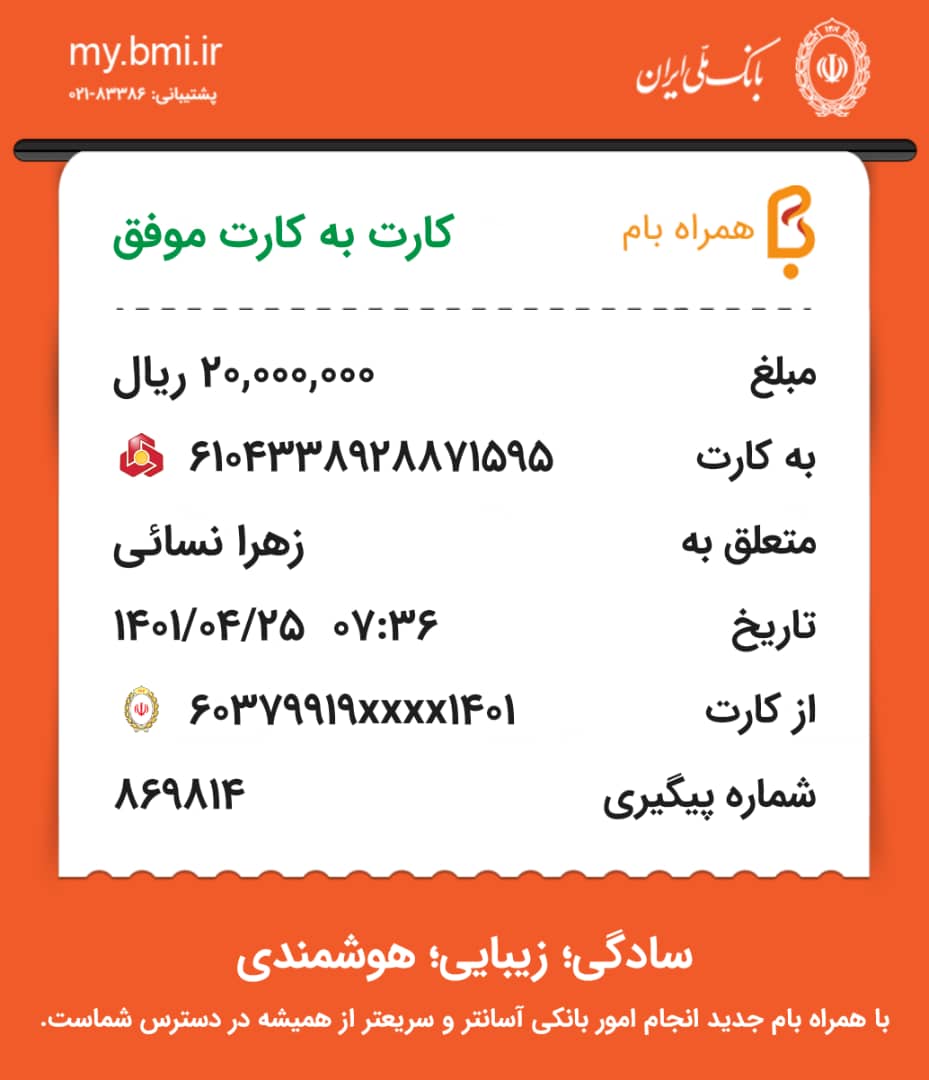 بانک ملّی ایران
my.bmi.ir
پشتیبانی: ۸۳۳۸۶-۰۲۱
همراه بام
کارت به کارت موفق
مبلغ ۲۰,۰۰۰,۰۰۰ ریال
به کارت ۶۱۰۴۳۳۸۹۲۸۸۷۱۵۹۵
متعلق به زهرا نسائی
تاریخ ۱۴۰۱/۰۴/۲۵ ۰۷:۳۶
از کارت ۶۰۳۷۹۹۱۹xxxx۱۴۰۱
شماره پیگیری ۸۶۹۸۱۴
سادگی؛ زیبایی؛ هوشمندی
با همراه بام جدید انجام امور بانکی آسانتر و سریعتر از همیشه در دسترس شماست.